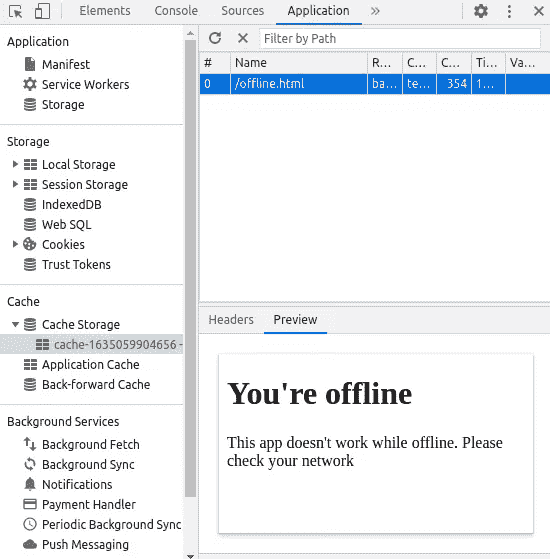 Elements Console Sources Application »
Application
Manifest
Service Workers
Storage
Storage
Local Storage
Session Storage
IndexedDB
Web SQL
Cookies
Trust Tokens
Cache
Cache Storage
cache-1635059904656 -
Application Cache
Back-forward Cache
Background Services
Background Fetch
Background Sync
Notifications
Payment Handler
Periodic Background Sync
Push Messaging
Filter by Path
# Name R... C... C... Ti... Va...
0 /offline.html ba... te... 354 1...
Headers Preview
You're offline
This app doesn't work while offline. Please
check your network